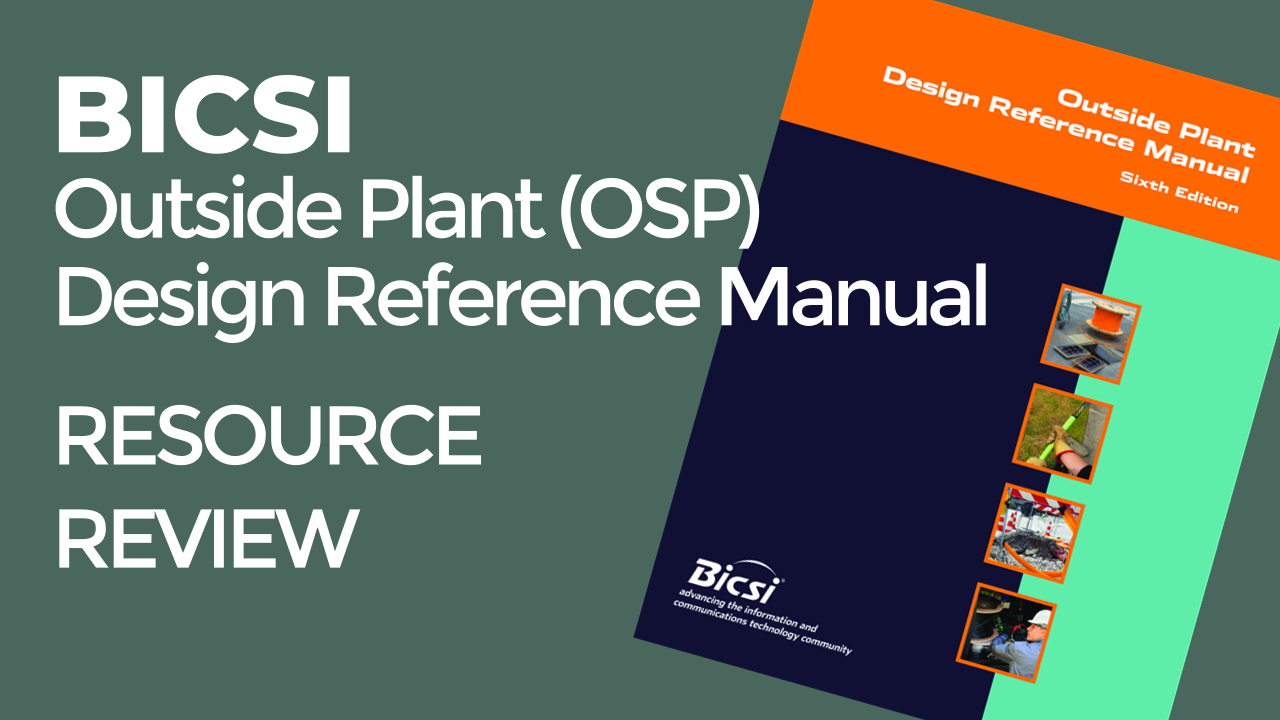 BICSI
Outside Plant (OSP)
Design Reference Manual
RESOURCE
REVIEW
Outside Plant
Design Reference Manual
Sixth Edition
Bicsi®
advancing the information and
communications technology community